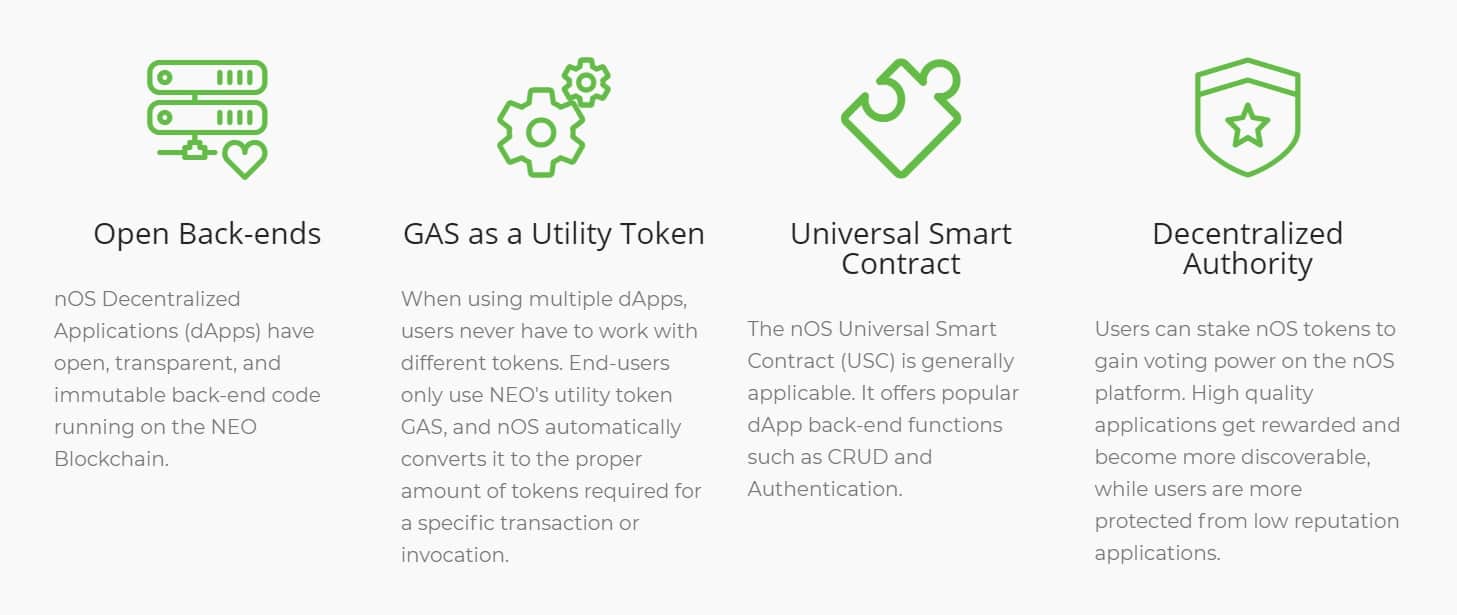 Open Back-ends
nOS Decentralized
Applications (dApps) have
open, transparent, and
immutable back-end code
running on the NEO
Blockchain.
GAS as a Utility Token
When using multiple dApps,
users never have to work with
different tokens. End-users
only use NEO's utility token
GAS, and nOS automatically
converts it to the proper
amount of tokens required for
a specific transaction or
invocation.
Universal Smart
Contract
The nOS Universal Smart
Contract (USC) is generally
applicable. It offers popular
dApp back-end functions
such as CRUD and
Authentication.
Decentralized
Authority
Users can stake nOS tokens to
gain voting power on the nOS
platform. High quality
applications get rewarded and
become more discoverable,
while users are more
protected from low reputation
applications.